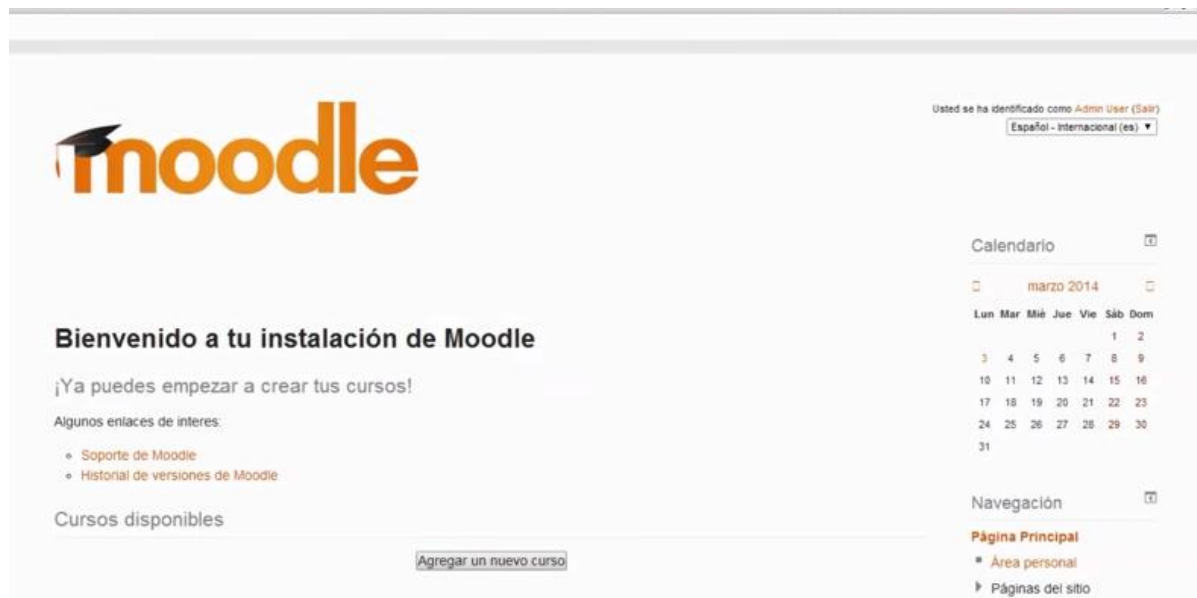 moodle
Usted se ha identificado como Admin User (Salir)
Español - Internacional (es) ▼
Bienvenido a tu instalación de Moodle
¡Ya puedes empezar a crear tus cursos!
Algunos enlaces de interes:
Soporte de Moodle
Historial de versiones de Moodle
Cursos disponibles
Agregar un nuevo curso
Calendario
marzo 2014
Lun Mar Mié Jue Vie Sáb Dom
1 2
3 4 5 6 7 8 9
10 11 12 13 14 15 16
17 18 19 20 21 22 23
24 25 26 27 28 29 30
31
Navegación
Página Principal
Área personal
Páginas del sitio